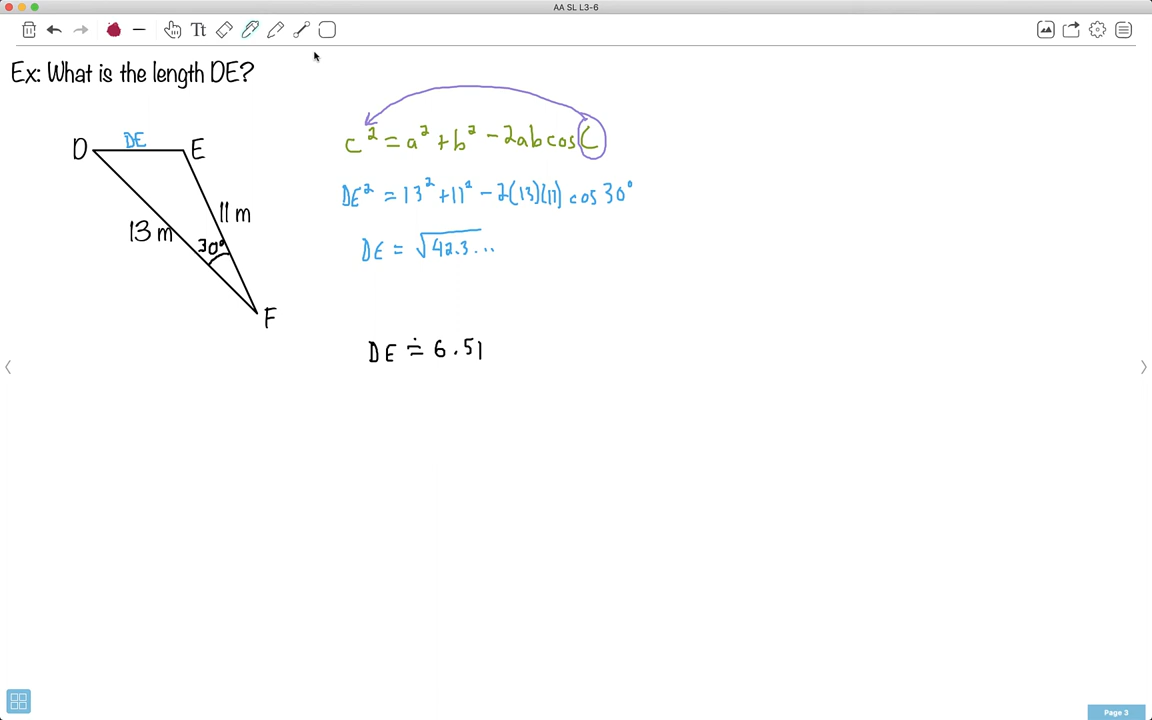 AA SL L3-6
Tt
Ex: What is the length DE?
c² = a² + b² - 2ab cos C
DE
D
E
DE² = 13² + 11² - 2(13)(11) cos 30°
11 m
13 m
30°
DE = √42.3...
F
DE ≐ 6.51
Page 3